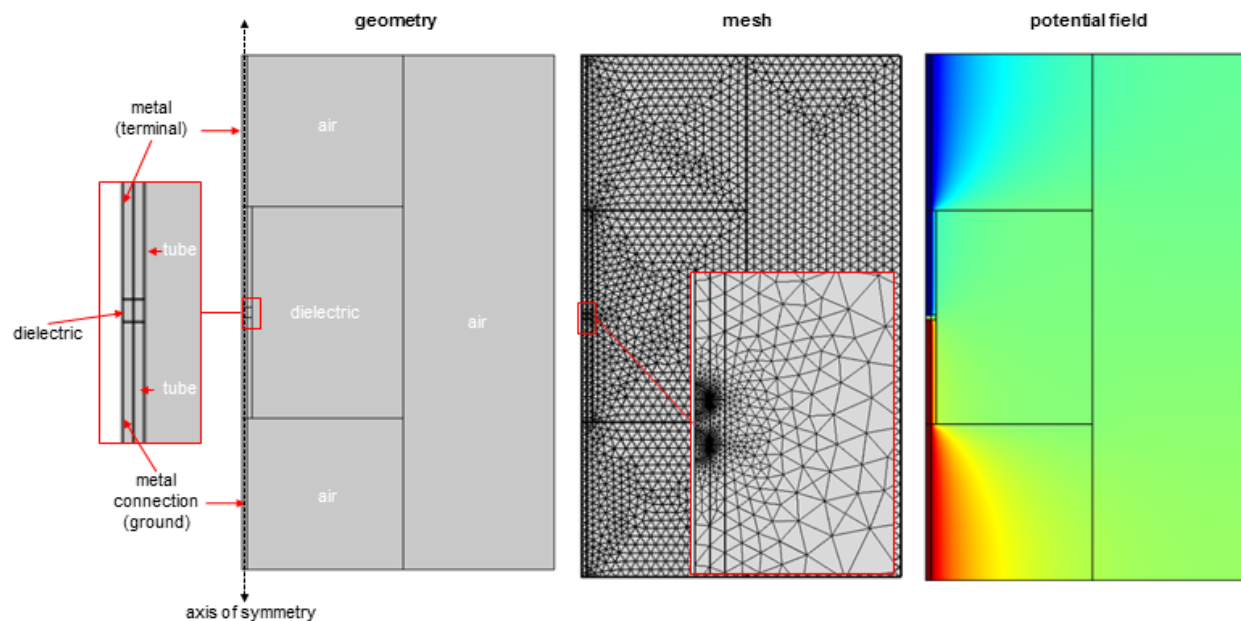 geometry
mesh
potential field
metal
(terminal)
air
tube
dielectric
dielectric
air
tube
metal
connection
(ground)
air
axis of symmetry